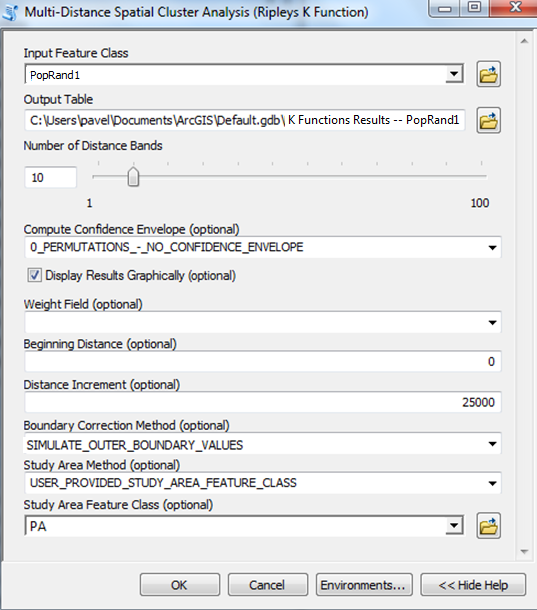 Multi-Distance Spatial Cluster Analysis (Ripleys K Function)
Input Feature Class
PopRand1
Output Table
C:\Users\pavel\Documents\ArcGIS\Default.gdb\ K Functions Results -- PopRand1
Number of Distance Bands
10
1 100
Compute Confidence Envelope (optional)
0_PERMUTATIONS_-_NO_CONFIDENCE_ENVELOPE
Display Results Graphically (optional)
Weight Field (optional)
Beginning Distance (optional)
0
Distance Increment (optional)
25000
Boundary Correction Method (optional)
SIMULATE_OUTER_BOUNDARY_VALUES
Study Area Method (optional)
USER_PROVIDED_STUDY_AREA_FEATURE_CLASS
Study Area Feature Class (optional)
PA
OK Cancel Environments... << Hide Help